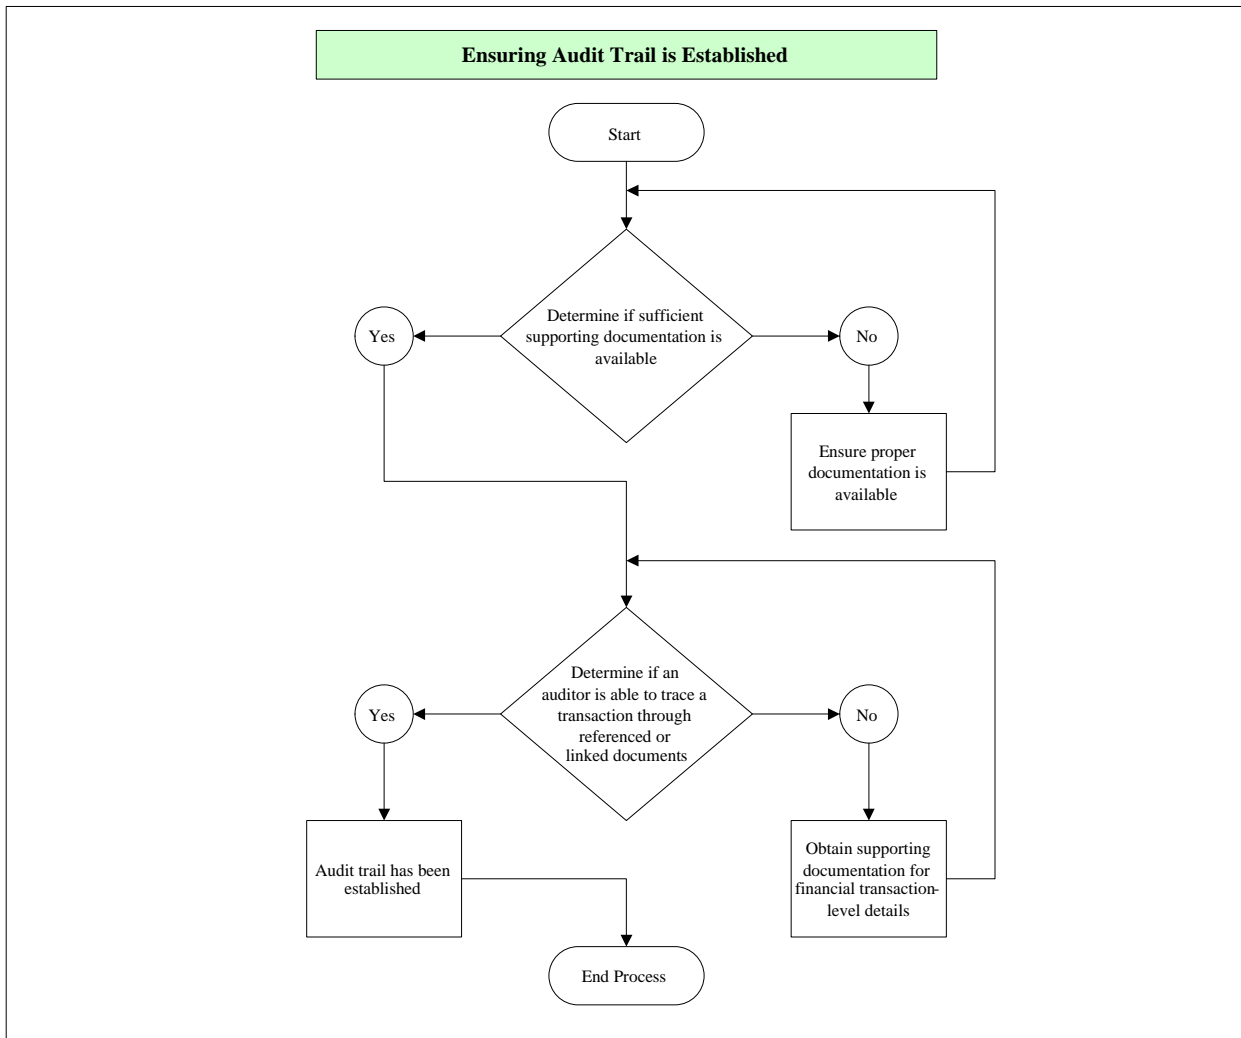 Ensuring Audit Trail is Established
Start
Determine if sufficient
supporting documentation is
available
Yes
No
Ensure proper
documentation is
available
Determine if an
auditor is able to trace a
transaction through
referenced or
linked documents
Yes
No
Audit trail has been
established
Obtain supporting
documentation for
financial transaction-
level details
End Process